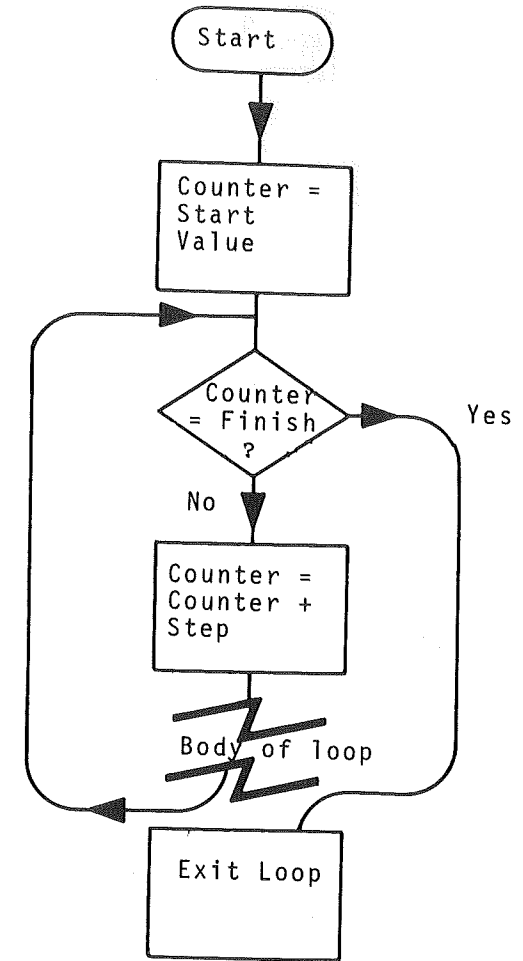 Start
Counter =
Start
Value
Counter
= Finish
?
Yes
No
Counter =
Counter +
Step
Body of loop
Exit Loop